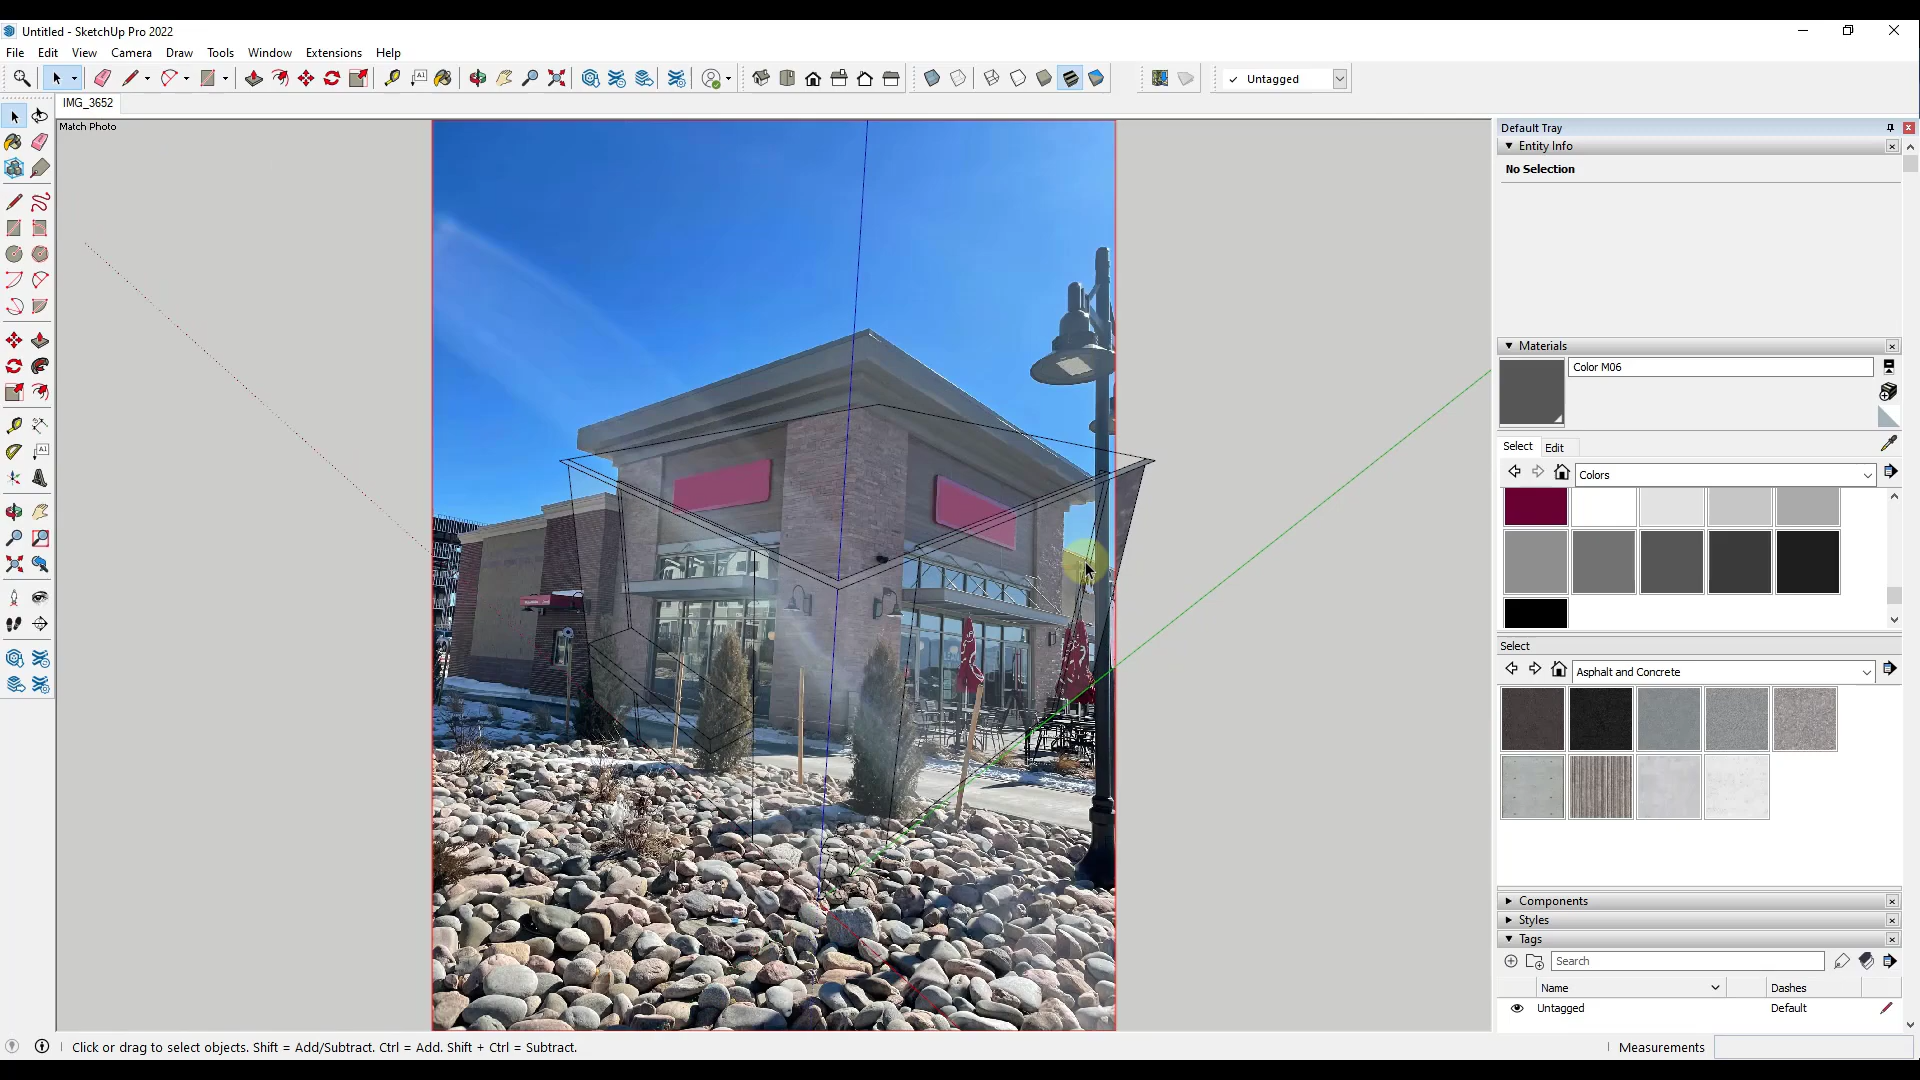 Untitled - SketchUp Pro 2022
File Edit View Camera Draw Tools Window Extensions Help
Untagged
IMG_3652
Match Photo
Default Tray
Entity Info
No Selection
Materials
Color M06
Select Edit
Colors
Select
Asphalt and Concrete
Components
Styles
Tags
Search
Name Dashes
Untagged Default
Click or drag to select objects. Shift = Add/Subtract. Ctrl = Add. Shift + Ctrl = Subtract.
Measurements